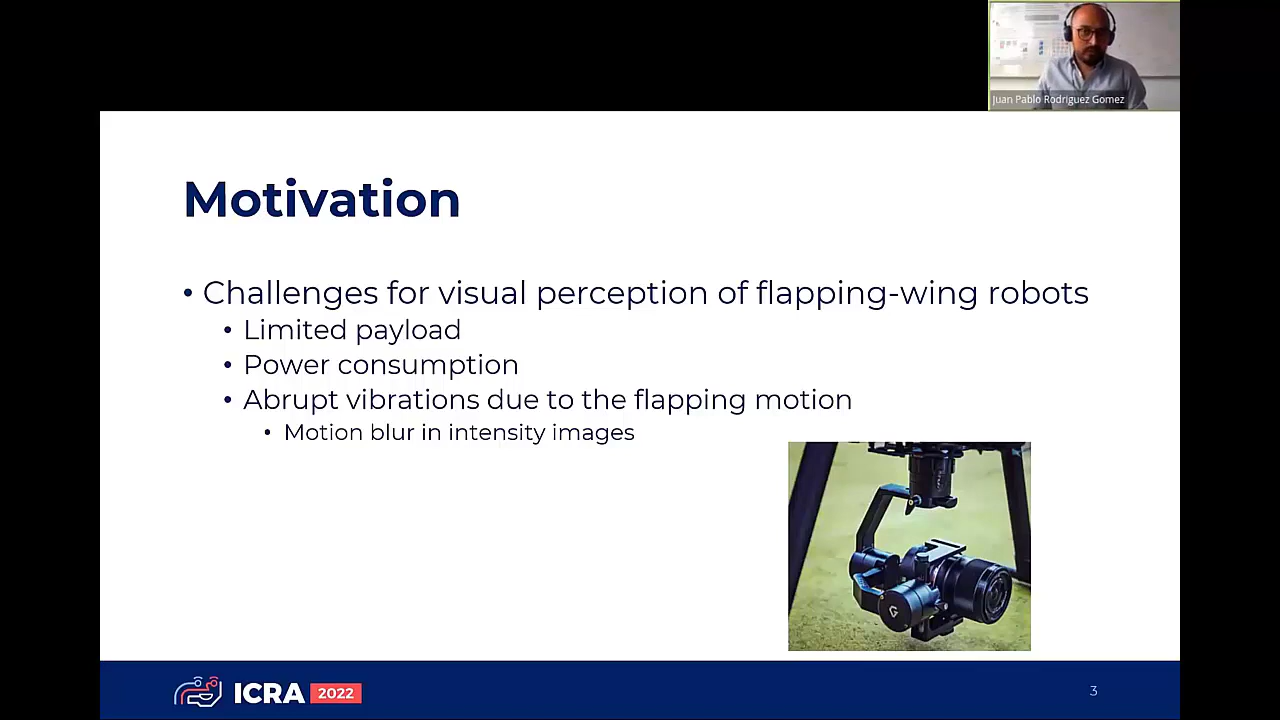 Juan Pablo Rodriguez Gomez
Motivation
• Challenges for visual perception of flapping-wing robots
• Limited payload
• Power consumption
• Abrupt vibrations due to the flapping motion
• Motion blur in intensity images
ICRA 2022
3